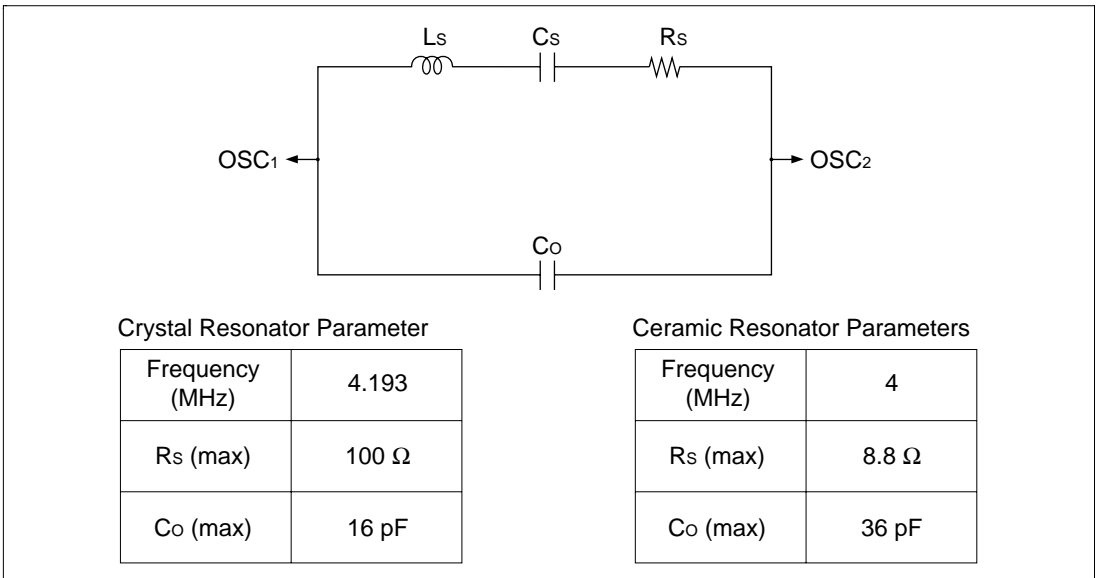 Ls Cs Rs
OSC1 OSC2
Co
Crystal Resonator Parameter
Frequency (MHz) 4.193
Rs (max) 100 Ω
Co (max) 16 pF
Ceramic Resonator Parameters
Frequency (MHz) 4
Rs (max) 8.8 Ω
Co (max) 36 pF